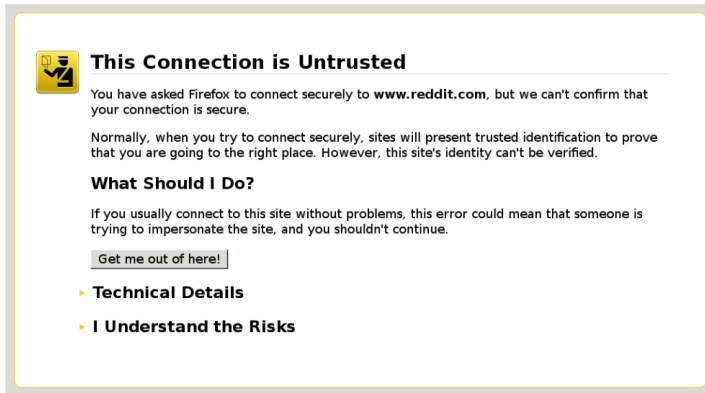 This Connection is Untrusted
You have asked Firefox to connect securely to www.reddit.com, but we can't confirm that
your connection is secure.
Normally, when you try to connect securely, sites will present trusted identification to prove
that you are going to the right place. However, this site's identity can't be verified.
What Should I Do?
If you usually connect to this site without problems, this error could mean that someone is
trying to impersonate the site, and you shouldn't continue.
Get me out of here!
Technical Details
I Understand the Risks